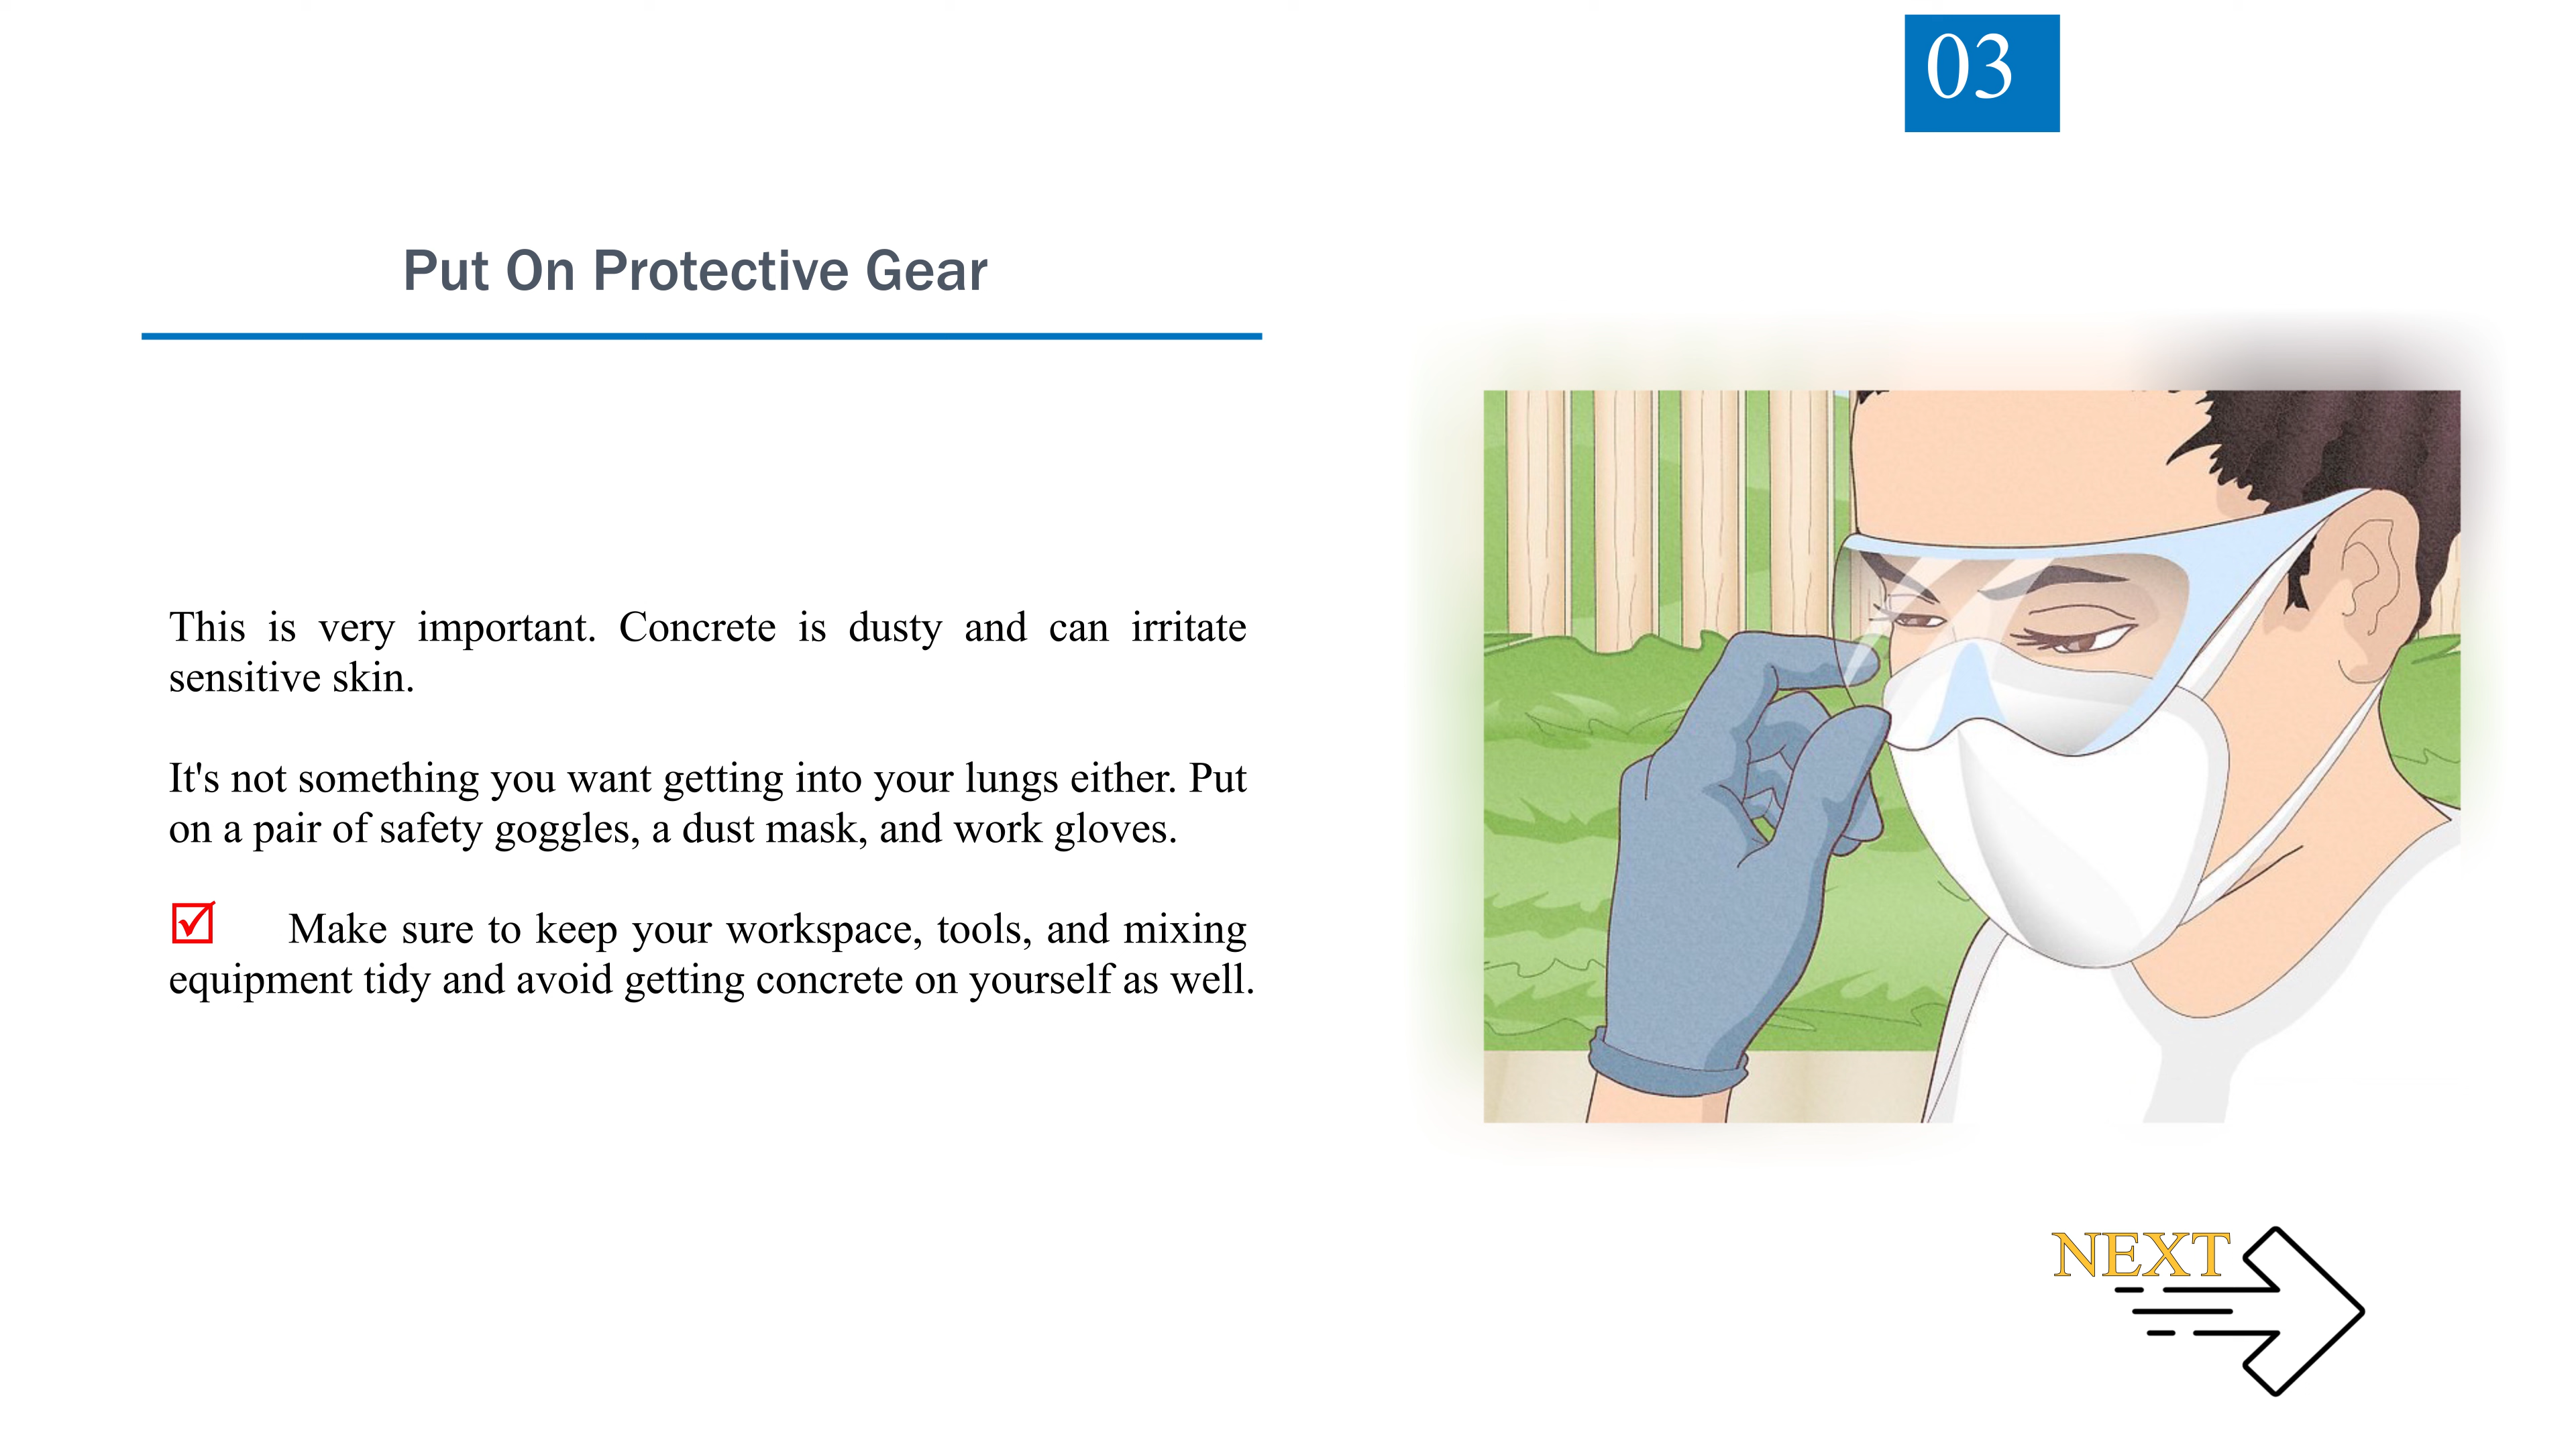 03
Put On Protective Gear
This is very important. Concrete is dusty and can irritate
sensitive skin.
It's not something you want getting into your lungs either. Put
on a pair of safety goggles, a dust mask, and work gloves.
☑ Make sure to keep your workspace, tools, and mixing
equipment tidy and avoid getting concrete on yourself as well.
NEXT